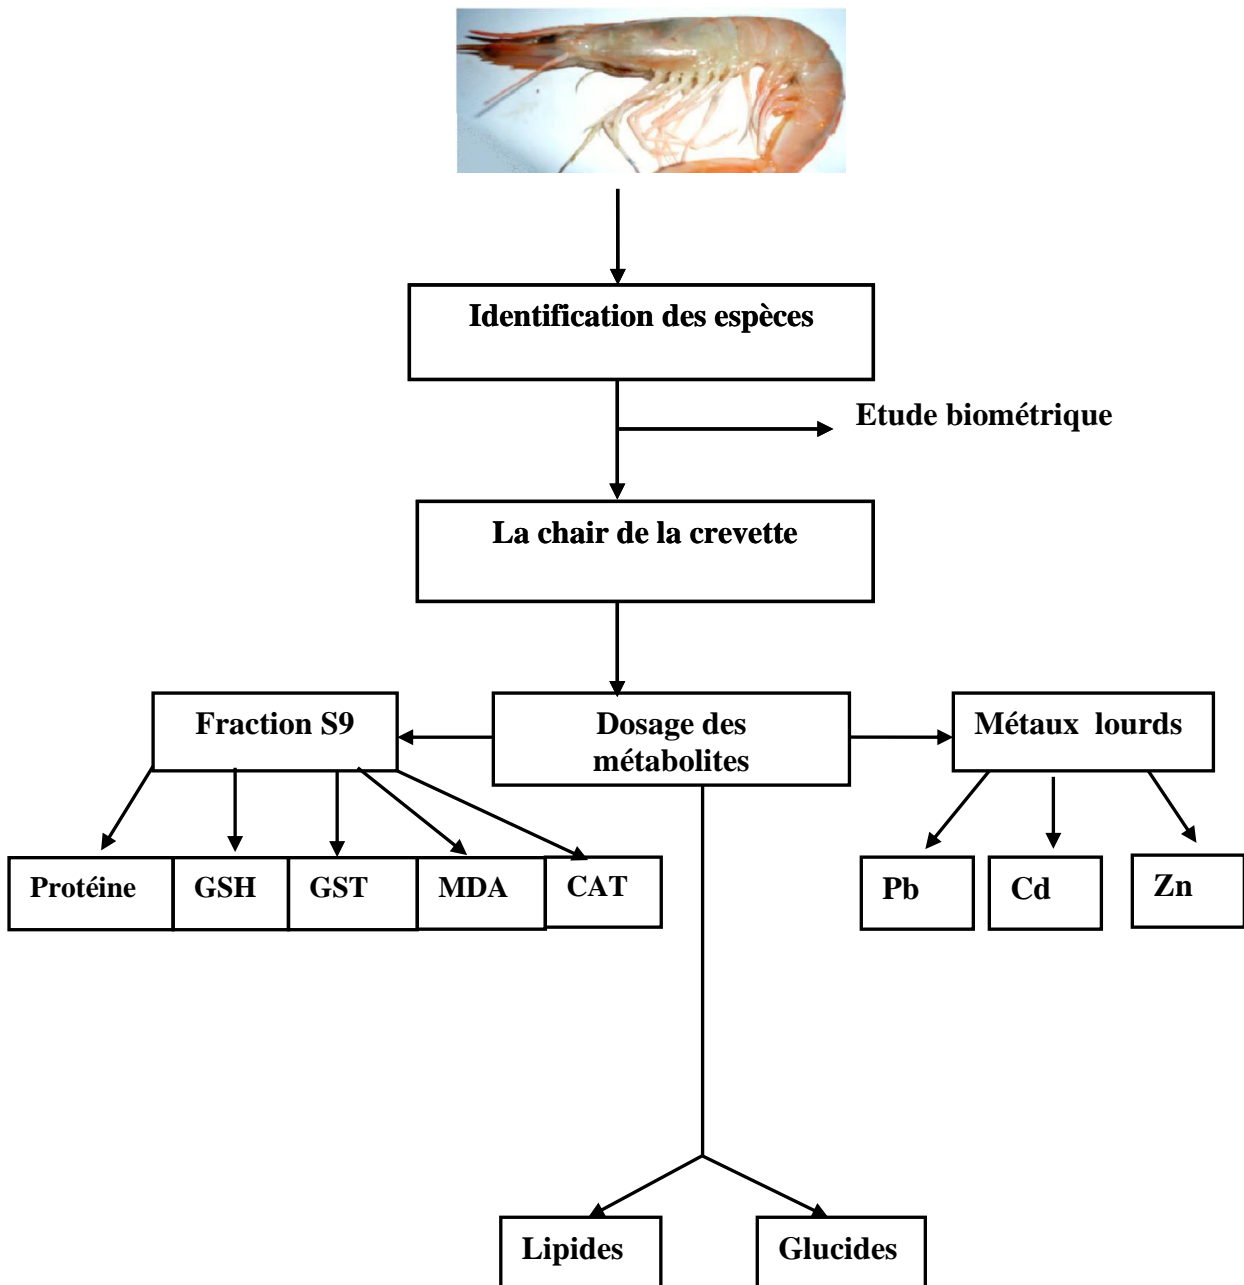 Identification des espèces
Etude biométrique
La chair de la crevette
Fraction S9
Dosage des
métabolites
Métaux lourds
Protéine
GSH
GST
MDA
CAT
Pb
Cd
Zn
Lipides
Glucides